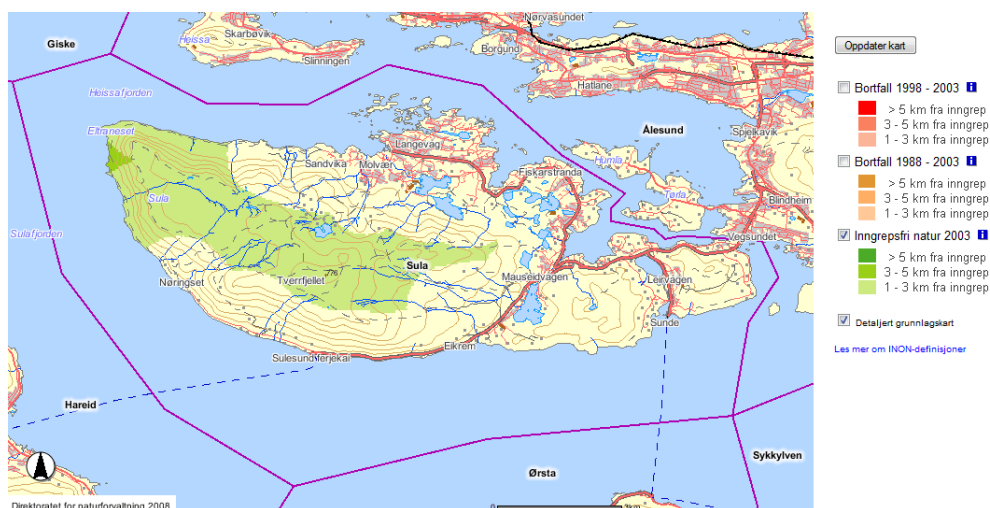 Nørvasundet
Skarbøvik
Giske
Heissa
Borgund
Slinningen
Hatlane
Heissafjorden
Eltraneset
Ålesund
Spjelkavik
Langevåg
Sandvika
Molvær
Humla
Fiskarstranda
Sula
Tørla
Blindheim
Sulafjorden
Vegsundet
Sula
776
Mauseidvågen
Leirvågen
Nøringset
Tverrfjellet
Sunde
Eikrem
Sulesund ferjekai
Hareid
Sykkylven
Ørsta
Direktoratet for naturforvaltning 2008
0
Oppdater kart
Bortfall 1998 - 2003
> 5 km fra inngrep
3 - 5 km fra inngrep
1 - 3 km fra inngrep
Bortfall 1988 - 2003
> 5 km fra inngrep
3 - 5 km fra inngrep
1 - 3 km fra inngrep
Inngrepsfri natur 2003
> 5 km fra inngrep
3 - 5 km fra inngrep
1 - 3 km fra inngrep
Detaljert grunnlagskart
Les mer om INON-definisjoner